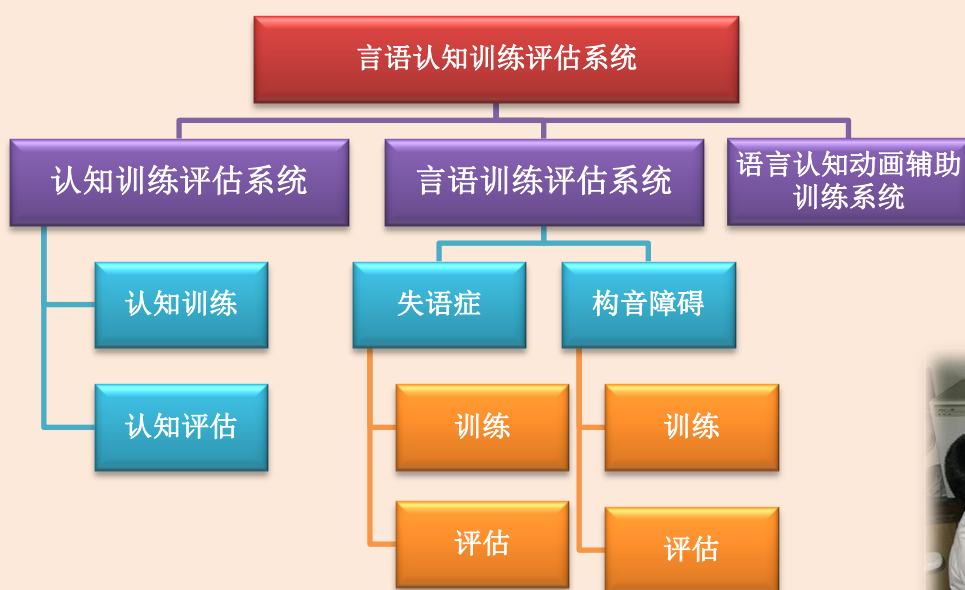 言语认知训练评估系统
认知训练评估系统
言语训练评估系统
语言认知动画辅助
训练系统
认知训练
失语症
构音障碍
认知评估
训练
训练
评估
评估